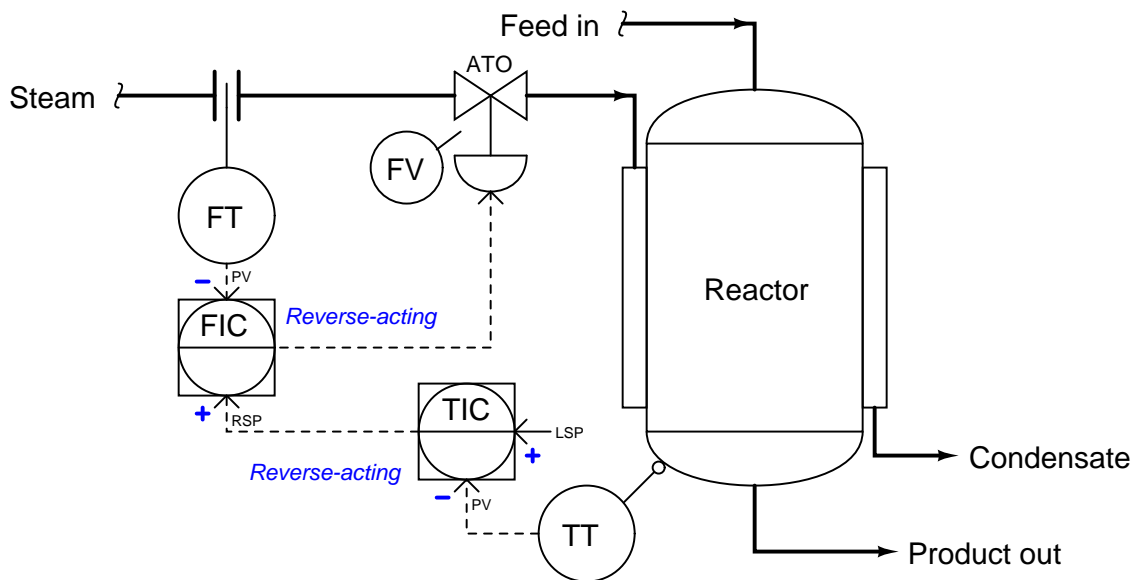 Feed in
ATO
Steam
FV
FT
− PV
Reactor
FIC
Reverse-acting
+ RSP
TIC
LSP
+
Reverse-acting
− PV
Condensate
TT
Product out